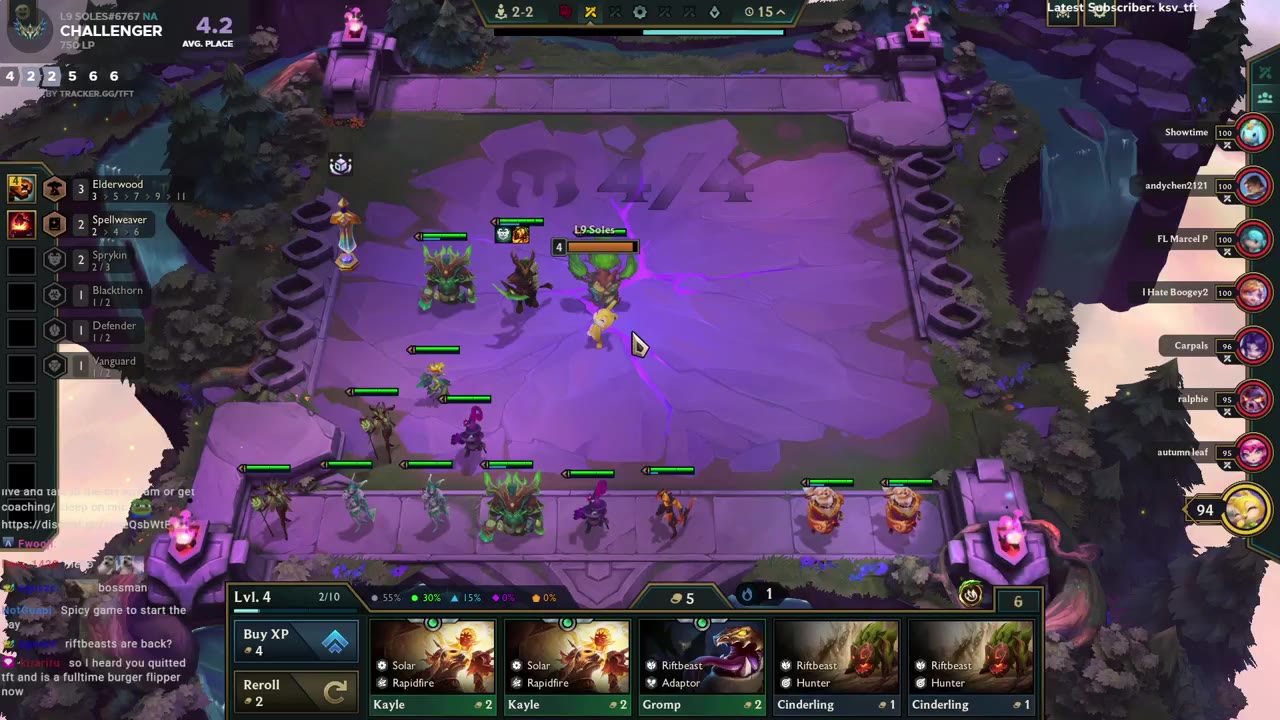 L9 SOLES#6767 NA
CHALLENGER
750 LP
4.2
AVG. PLACE
4 2 2 5 6 6
BY TRACKER.GG/TFT
2-2
15
Latest Subscriber: ksv_tft
4/4
Showtime 100
andychen2121 100
FL Marcel P 100
I Hate Boogey2 100
Carpals 96
ralphie 95
autumn leaf 95
94
3 Elderwood
3 > 5 > 7 > 9 > 11
2 Spellweaver
2 > 4 > 6
2 Sprykin
2 / 3
1 Blackthorn
1 / 2
1 Defender
1 / 2
1 Vanguard
1 / 2
L9 Soles
4
coaching/ sleep on mic
bossman
Spicy game to start the
riftbeasts are back?
so I heard you quitted
tft and is a fulltime burger flipper
now
Lvl. 4
2/10
55% 30% 15% 0% 0%
5
1
6
Buy XP
4
Reroll
2
Solar
Rapidfire
Kayle 2
Solar
Rapidfire
Kayle 2
Riftbeast
Adaptor
Gromp 2
Riftbeast
Hunter
Cinderling 1
Riftbeast
Hunter
Cinderling 1